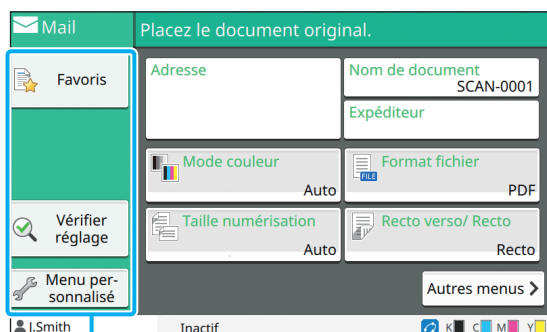 Mail
Placez le document original.
Favoris
Vérifier
réglage
Menu per-
sonnalisé
Adresse
Nom de document
SCAN-0001
Expéditeur
Mode couleur
Auto
Format fichier
FILE
PDF
Taille numérisation
Auto
Recto verso/ Recto
Recto
Autres menus
J.Smith
Inactif
K C M Y